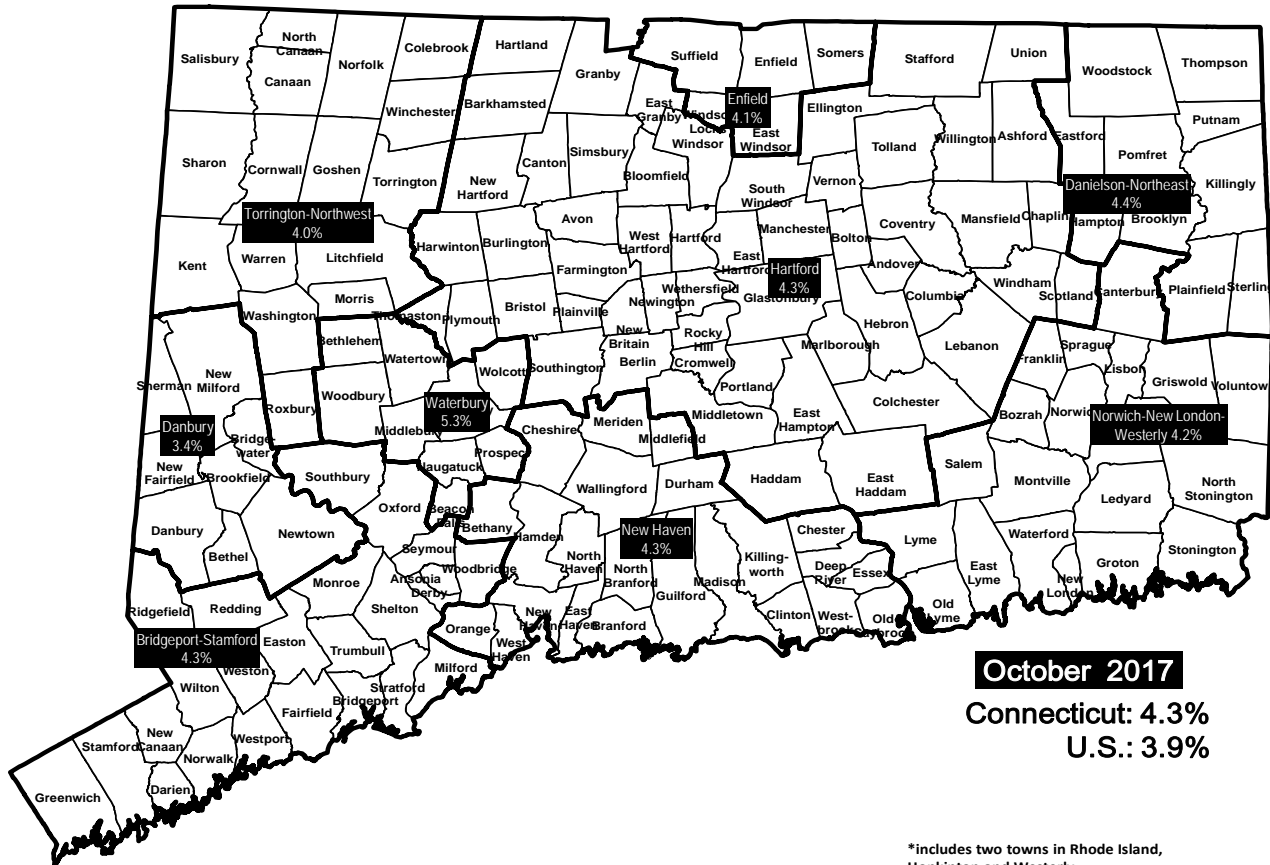 North
Canaan
Colebrook
Hartland
Salisbury
Norfolk
Canaan
Granby
Suffield
Enfield
Somers
Stafford
Union
Woodstock
Thompson
Winchester
Barkhamsted
East
Granby
Windsor
Locks
Enfield
4.1%
East
Windsor
Ellington
Willington
Ashford
Eastford
Putnam
Sharon
Cornwall
Goshen
Torrington
New
Hartford
Canton
Simsbury
Bloomfield
Windsor
Tolland
Vernon
South
Windsor
Pomfret
Killingly
Danielson-Northeast
4.4%
Torrington-Northwest
4.0%
Kent
Warren
Litchfield
Harwinton
Burlington
Avon
Farmington
West
Hartford
Hartford
East
Hartford
Manchester
Bolton
Coventry
Mansfield
Chaplin
Hampton
Brooklyn
Hartford
4.3%
Andover
Columbia
Windham
Scotland
Canterbury
Plainfield
Sterling
Washington
Morris
Thomaston
Plymouth
Bristol
Plainville
Newington
Wethersfield
Glastonbury
New
Britain
Rocky
Hill
Marlborough
Hebron
Lebanon
Bethlehem
Watertown
Wolcott
Southington
Berlin
Cromwell
Portland
Franklin
Sprague
Lisbon
Griswold
Voluntown
Sherman
New
Milford
Roxbury
Woodbury
Waterbury
5.3%
Middlebury
Cheshire
Meriden
Middlefield
Middletown
East
Hampton
Colchester
Bozrah
Norwich
Norwich-New London-
Westerly 4.2%
Danbury
3.4%
Bridge-
water
New
Fairfield
Brookfield
Southbury
Naugatuck
Prospect
Wallingford
Durham
Haddam
East
Haddam
Salem
Montville
Ledyard
North
Stonington
Danbury
Bethel
Newtown
Oxford
Beacon
Falls
Bethany
Hamden
New Haven
4.3%
Chester
Lyme
Waterford
Stonington
Seymour
Woodbridge
North
Haven
North
Branford
Guilford
Madison
Killing-
worth
Deep
River
Essex
East
Lyme
New
London
Groton
Monroe
Ansonia
Derby
Shelton
Ridgefield
Redding
Orange
West
Haven
New
Haven
East
Haven
Branford
Clinton
West-
brook
Old
Saybrook
Old
Lyme
Bridgeport-Stamford
4.3%
Easton
Trumbull
Milford
Weston
Wilton
Stratford
Bridgeport
Fairfield
New
Canaan
Westport
Stamford
Norwalk
Darien
Greenwich
October 2017
Connecticut: 4.3%
U.S.: 3.9%
*includes two towns in Rhode Island,